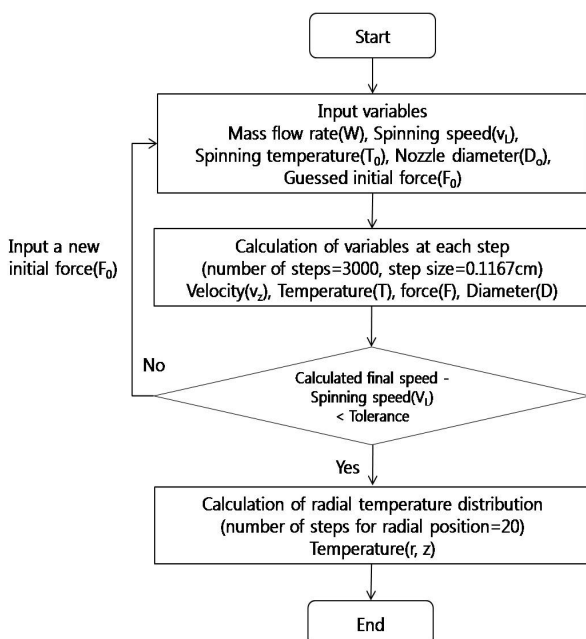 Start
Input variables
Mass flow rate(W), Spinning speed(vL),
Spinning temperature(T0), Nozzle diameter(Do),
Guessed initial force(F0)
Input a new
initial force(F0)
Calculation of variables at each step
(number of steps=3000, step size=0.1167cm)
Velocity(vz), Temperature(T), force(F), Diameter(D)
No
Calculated final speed -
Spinning speed(VL)
< Tolerance
Yes
Calculation of radial temperature distribution
(number of steps for radial position=20)
Temperature(r, z)
End